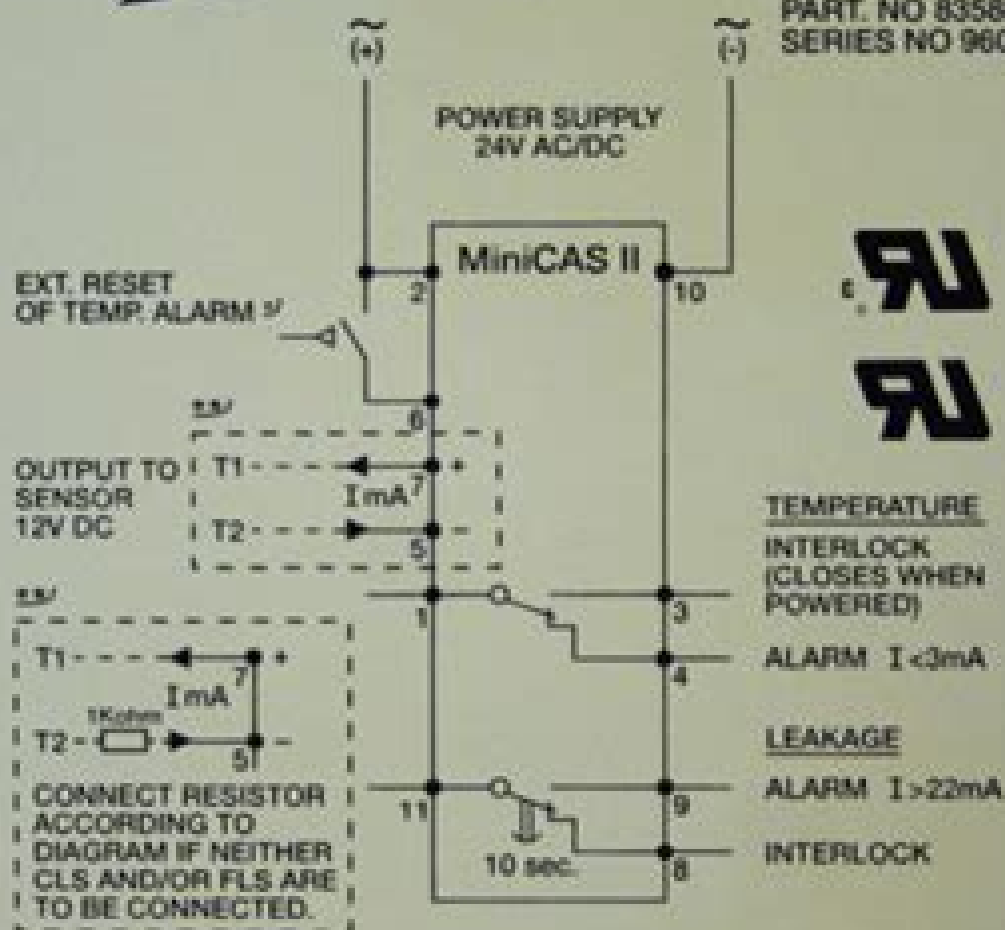 ~ (+)
~ (-)
PART. NO 8358
SERIES NO 960
POWER SUPPLY
24V AC/DC
MiniCAS II
2
10
EXT. RESET
OF TEMP. ALARM
6
OUTPUT TO
SENSOR
12V DC
T1
+
7
I mA
T2
-
5
1
3
4
TEMPERATURE
INTERLOCK
(CLOSES WHEN
POWERED)
ALARM I<3mA
T1
+
7
I mA
1Kohm
T2
-
5
CONNECT RESISTOR
ACCORDING TO
DIAGRAM IF NEITHER
CLS AND/OR FLS ARE
TO BE CONNECTED.
11
10 sec.
9
8
LEAKAGE
ALARM I>22mA
INTERLOCK